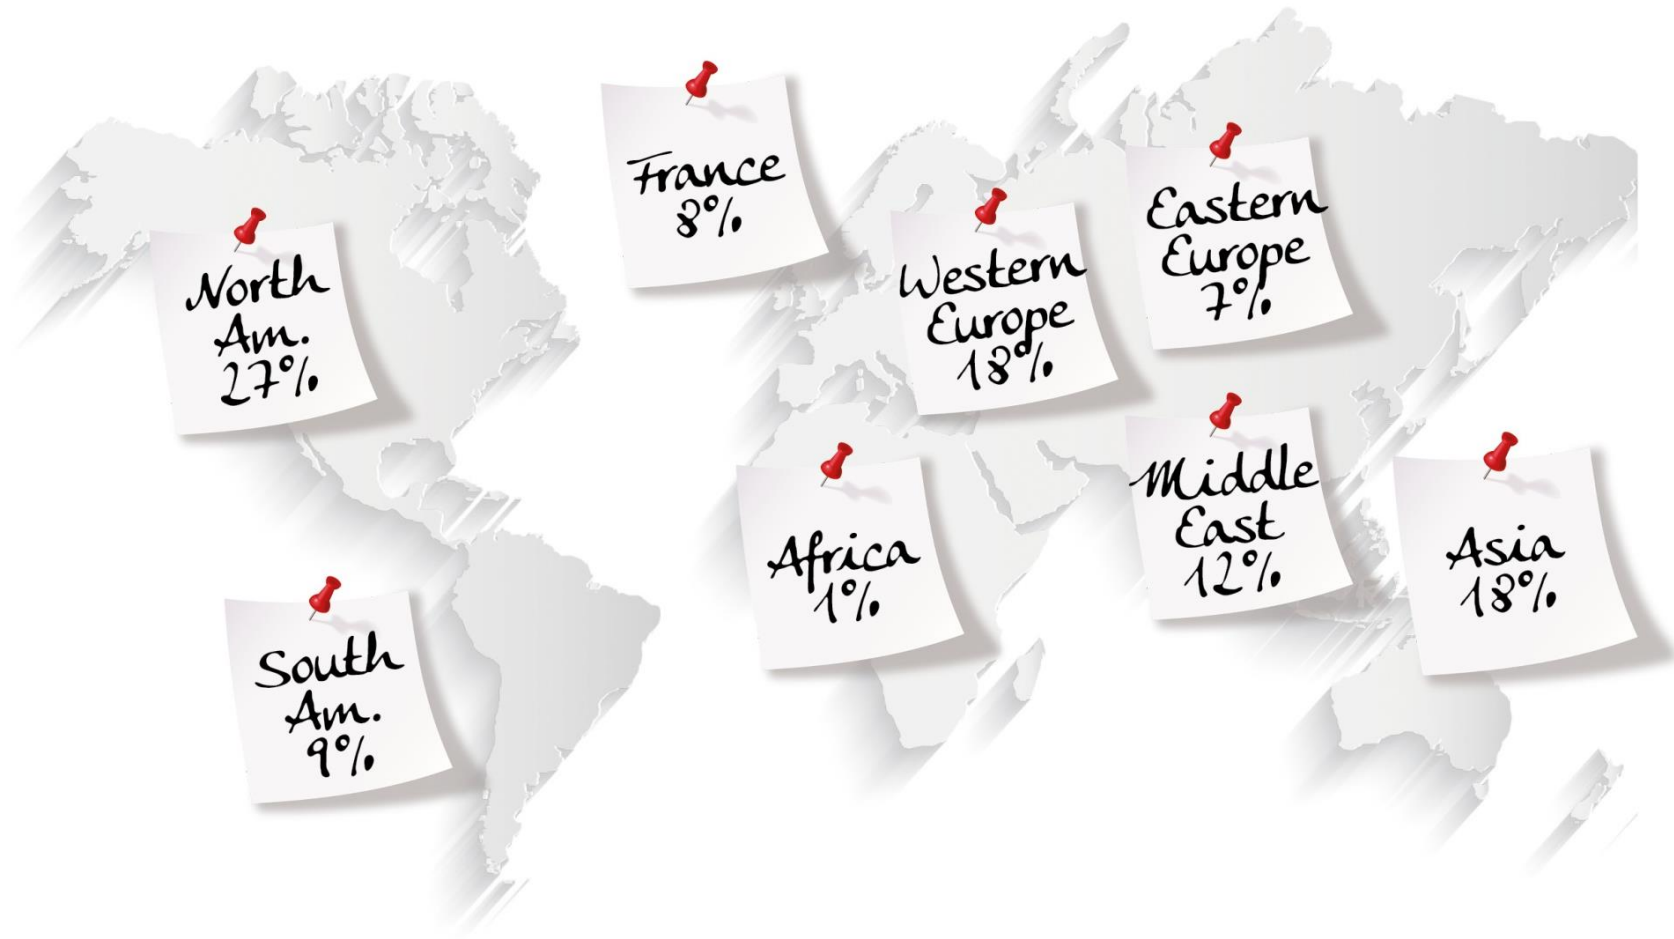 France
8%
North
Am.
27%
Western
Europe
18%
Eastern
Europe
7%
Africa
1%
Middle
East
12%
Asia
18%
South
Am.
9%